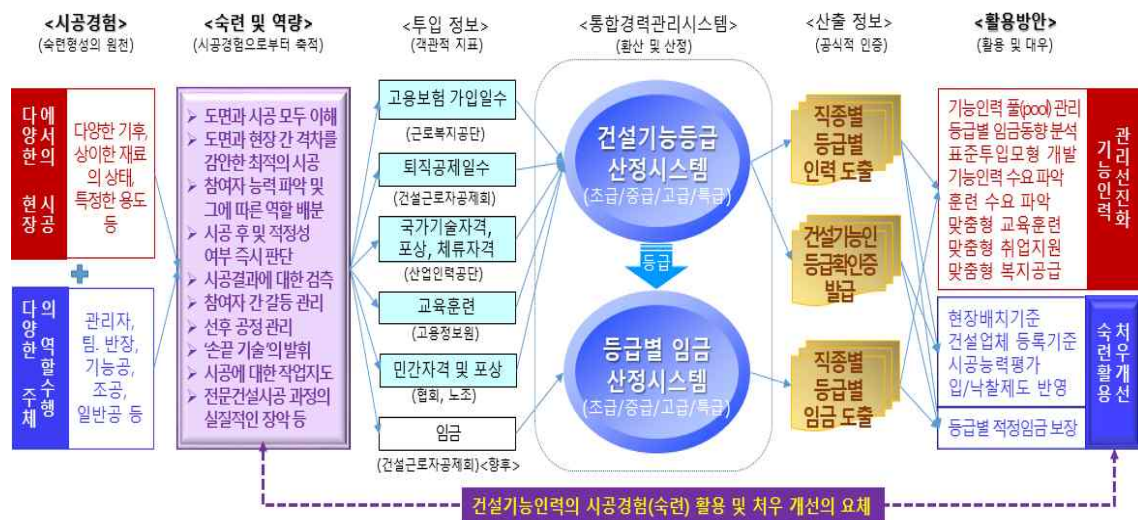 <시공경험>
(숙련형성의 원전)
다양한 현장
에서의 시공
다양한 기후,
상이한 재료
의 상태,
특정한 용도
등
다양한 주체
의 역할수행
관리자,
팀. 반장,
기능공,
조공,
일반공 등
<숙련 및 역량>
(시공경험으로부터 축적)
➢ 도면과 시공 모두 이해
➢ 도면과 현장 간 격차를
감안한 최적의 시공
➢ 참여자 능력 파악 및
그에 따른 역할 배분
➢ 시공 후 및 적정성
여부 즉시 판단
➢ 시공결과에 대한 검측
➢ 참여자 간 갈등 관리
➢ 선후 공정 관리
➢ '손끝 기술'의 발휘
➢ 시공에 대한 작업지도
➢ 전문건설시공 과정의
실질적인 장악 등
<투입 정보>
(객관적 지표)
고용보험 가입일수
(근로복지공단)
퇴직공제일수
(건설근로자공제회)
국가기술자격,
포상, 체류자격
(산업인력공단)
교육훈련
(고용정보원)
민간자격 및 포상
(협회, 노조)
임금
(건설근로자공제회)<향후>
<통합경력관리시스템>
(환산 및 산정)
건설기능등급
산정시스템
(초급/중급/고급/특급)
등급
등급별 임금
산정시스템
(초급/중급/고급/특급)
<산출 정보>
(공식적 인증)
직종별
등급별
인력 도출
건설기능인
등급확인증
발급
직종별
등급별
임금 도출
<활용방안>
(활용 및 대우)
기능인력 풀(pool) 관리
등급별 임금동향 분석
표준투입모형 개발
기능인력 수요 파악
훈련 수요 파악
맞춤형 교육훈련
맞춤형 취업지원
맞춤형 복지공급
기능인력
관리선진화
현장배치기준
건설업체 등록기준
시공능력평가
입/낙찰제도 반영
등급별 적정임금 보장
숙련활용
처우개선
건설기능인력의 시공경험(숙련) 활용 및 처우 개선의 요체